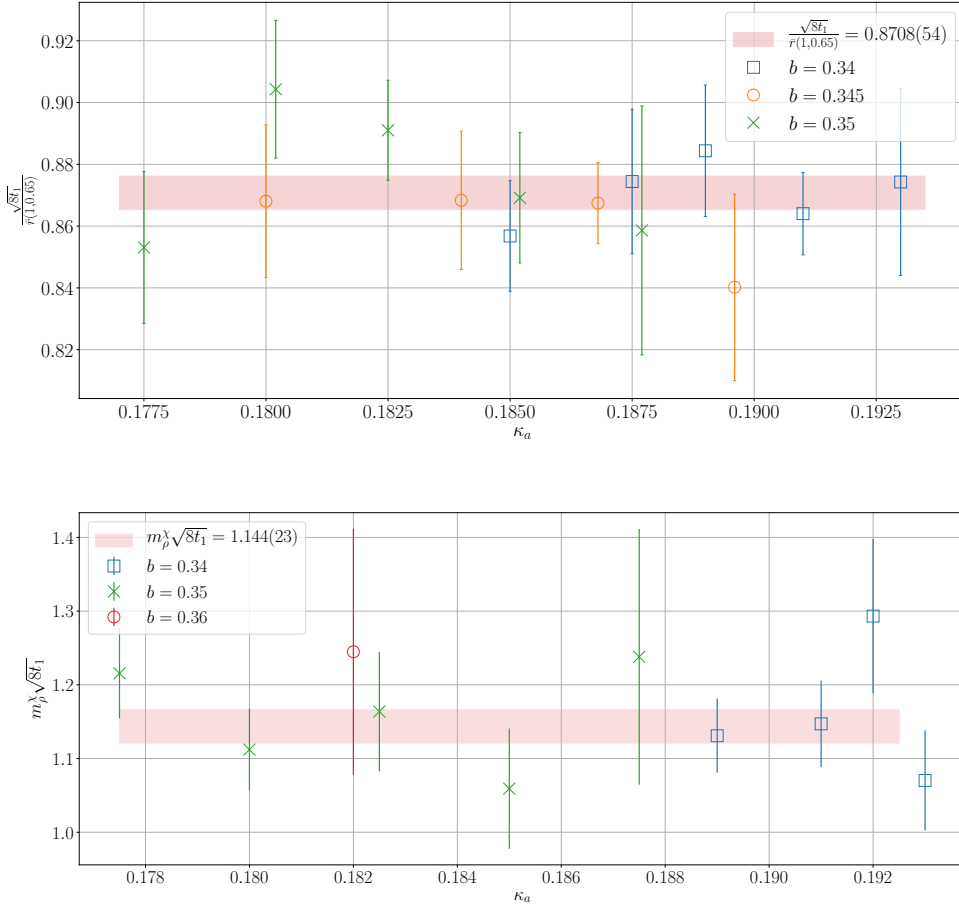 0.92
0.90
0.88
0.86
0.84
0.82
√8t₁ / r̄(1,0.65)
√8t₁ / r̄(1,0.65) = 0.8708(54)
b = 0.34
b = 0.345
b = 0.35
0.1775 0.1800 0.1825 0.1850 0.1875 0.1900 0.1925
κₐ
1.4
1.3
1.2
1.1
1.0
m_ρ^χ √8t₁
m_ρ^χ √8t₁ = 1.144(23)
b = 0.34
b = 0.35
b = 0.36
0.178 0.180 0.182 0.184 0.186 0.188 0.190 0.192
κₐ